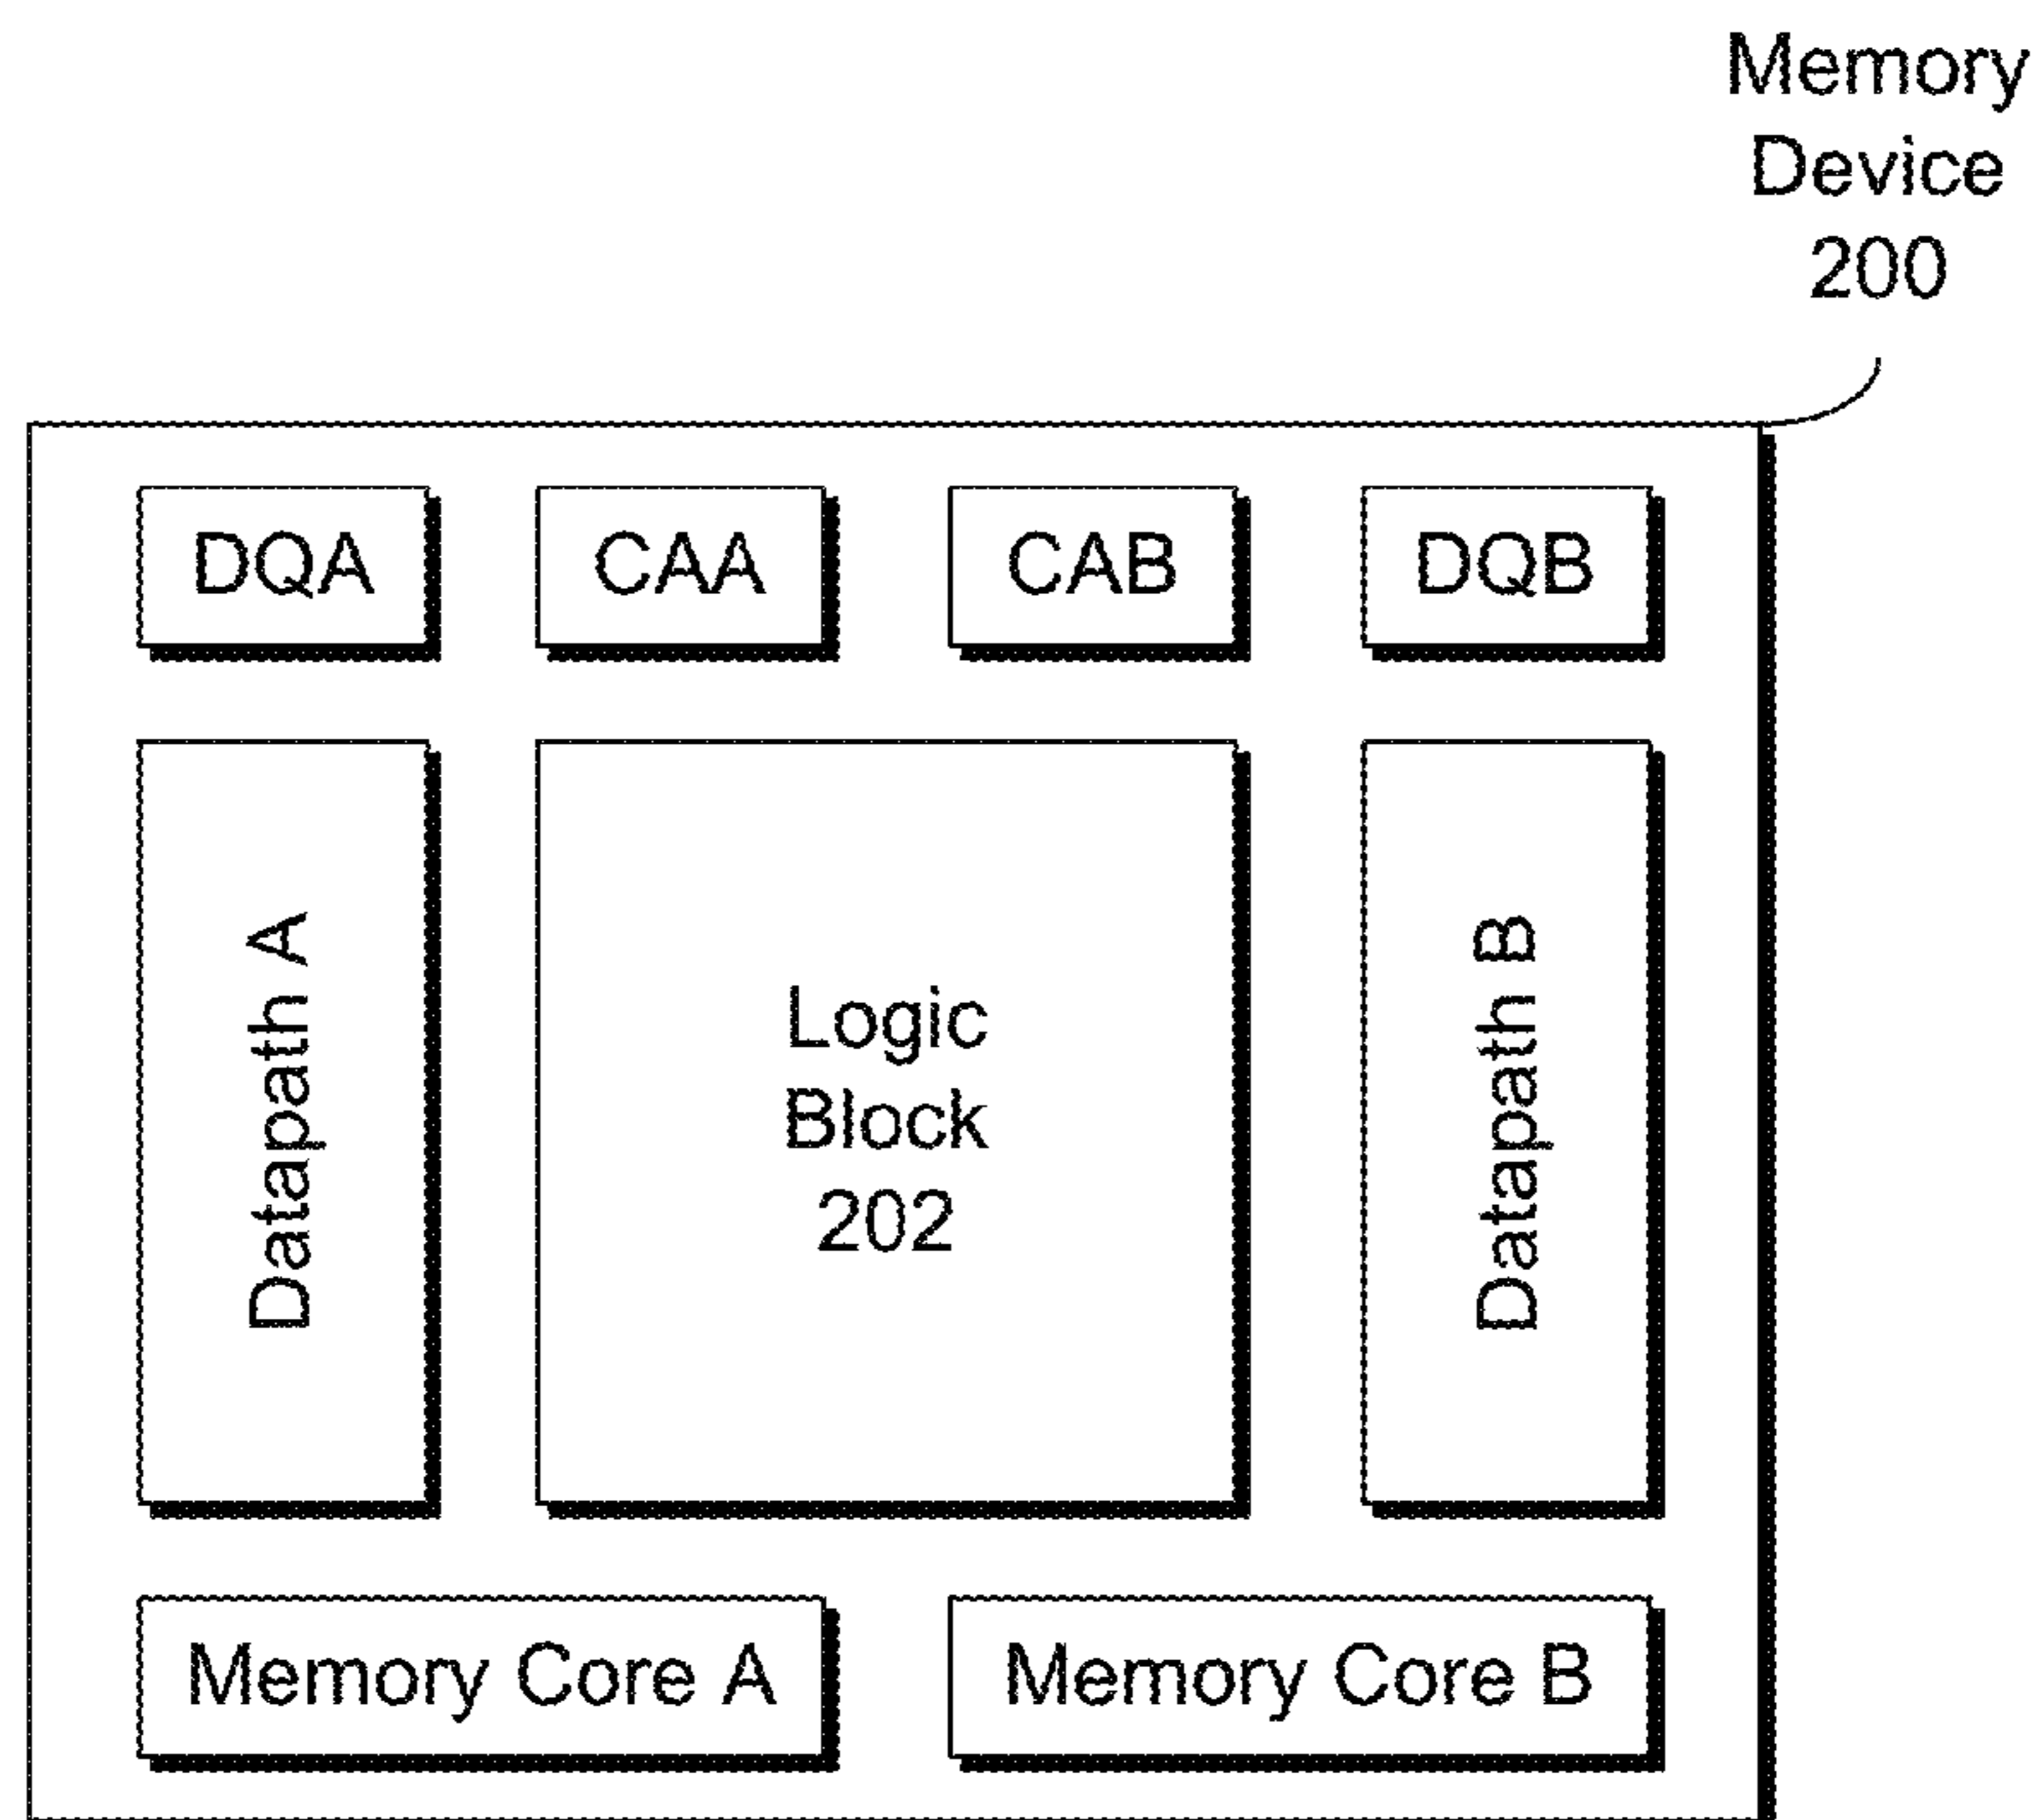 Memory
Device
200
DQA
CAA
CAB
DQB
Datapath A
Logic
Block
202
Datapath B
Memory Core A
Memory Core B